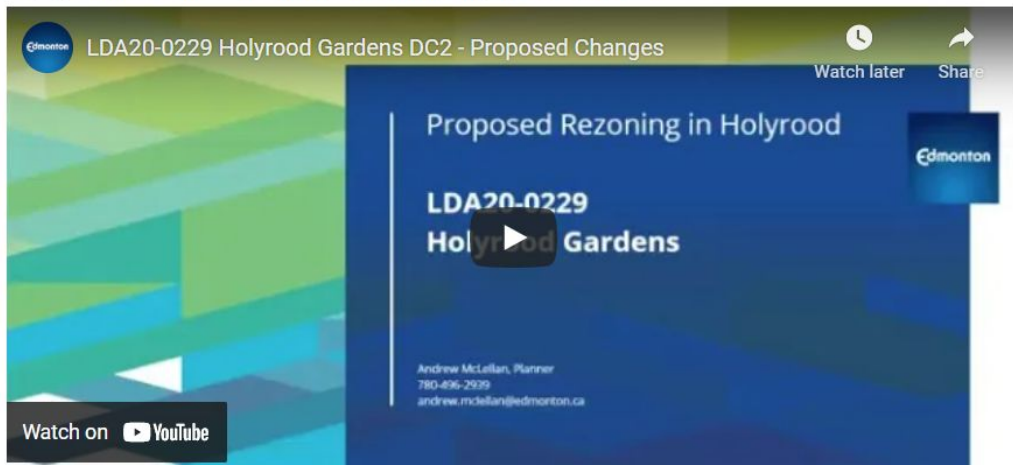 Edmonton
LDA20-0229 Holyrood Gardens DC2 - Proposed Changes
Watch later
Share
Proposed Rezoning in Holyrood
Edmonton
LDA20-0229
Holyrood Gardens
Andrew McLellan, Planner
780-496-2939
andrew.mclellan@edmonton.ca
Watch on YouTube